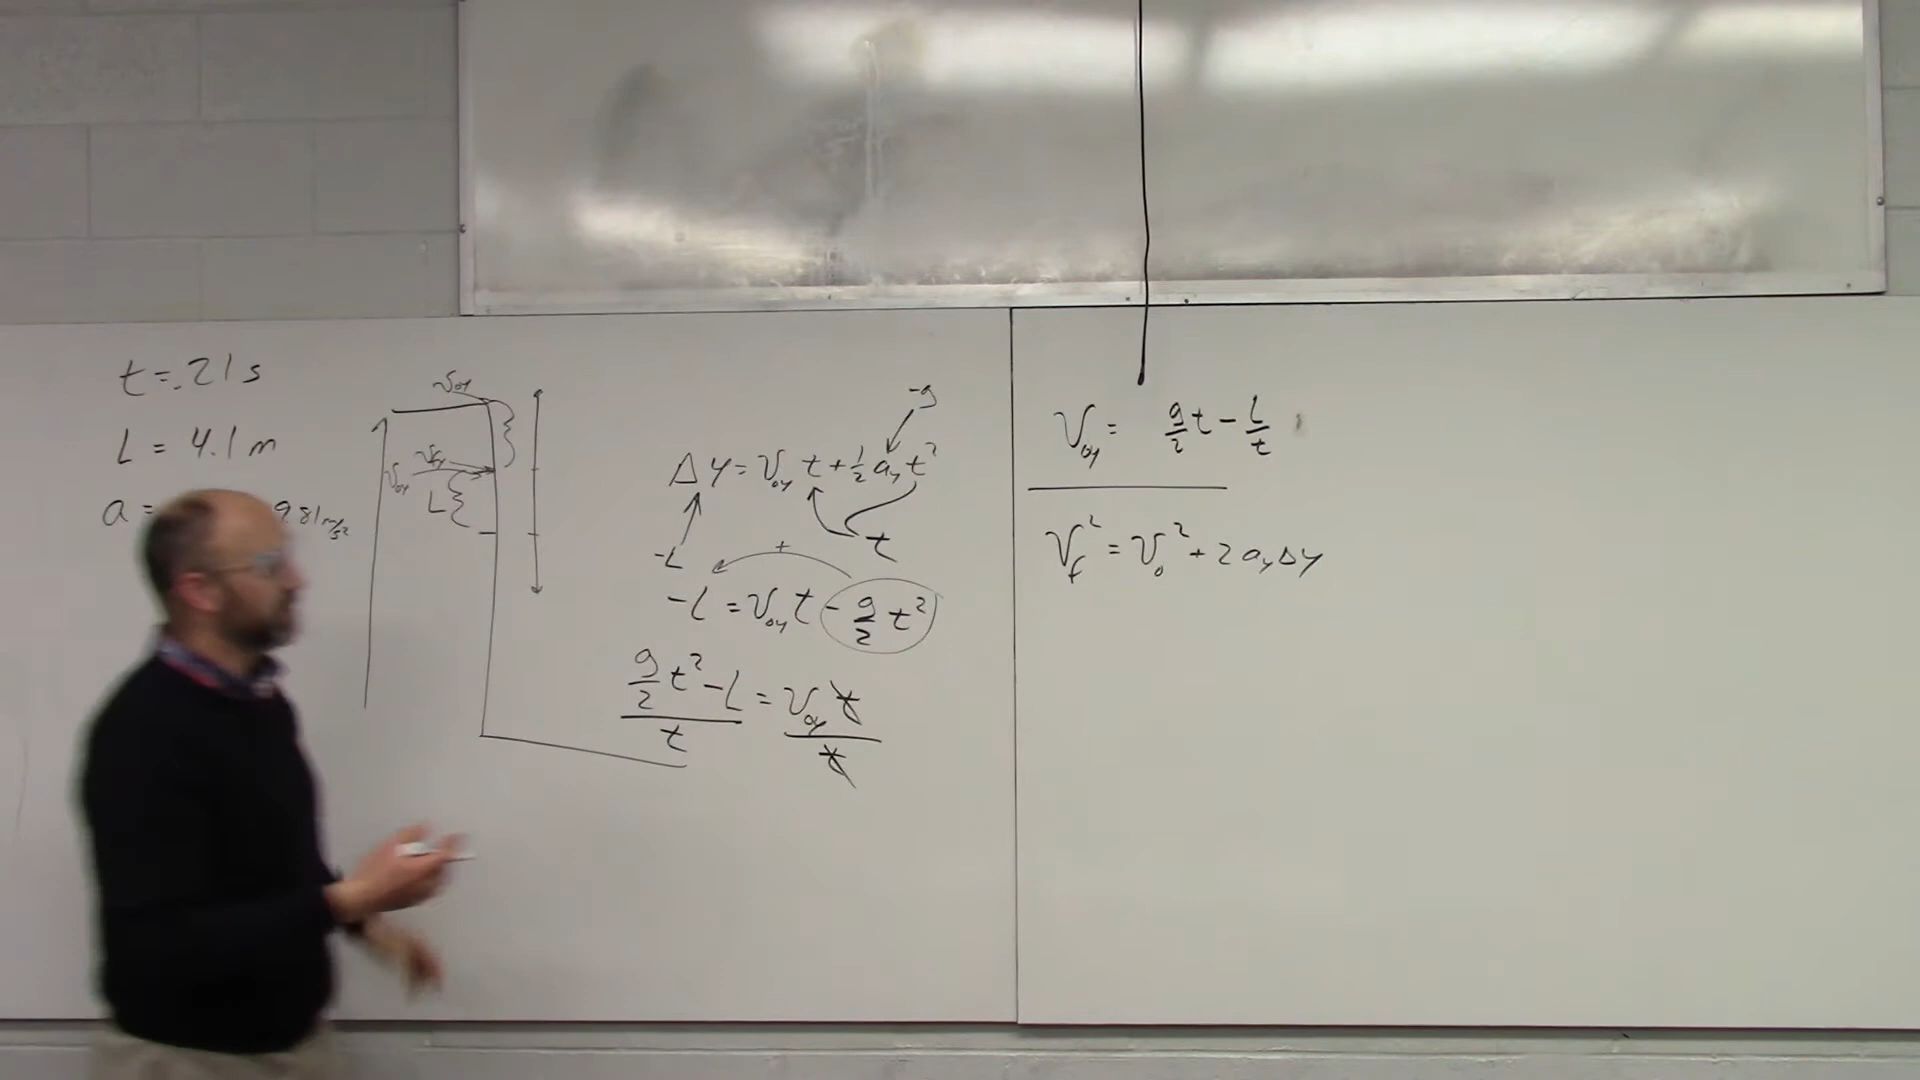 t = .21 s
L = 4.1 m
a = 9.81 m/s²
v₀y
vfy
v₀y
L
-g
Δy = v₀y t + ½ ay t²
-L
t
+
-L = v₀y t - g/2 t²
(g/2 t² - L)/t = v₀y t/t
v₀y = g/2 t - L/t
vf² = v₀² + 2 ay Δy